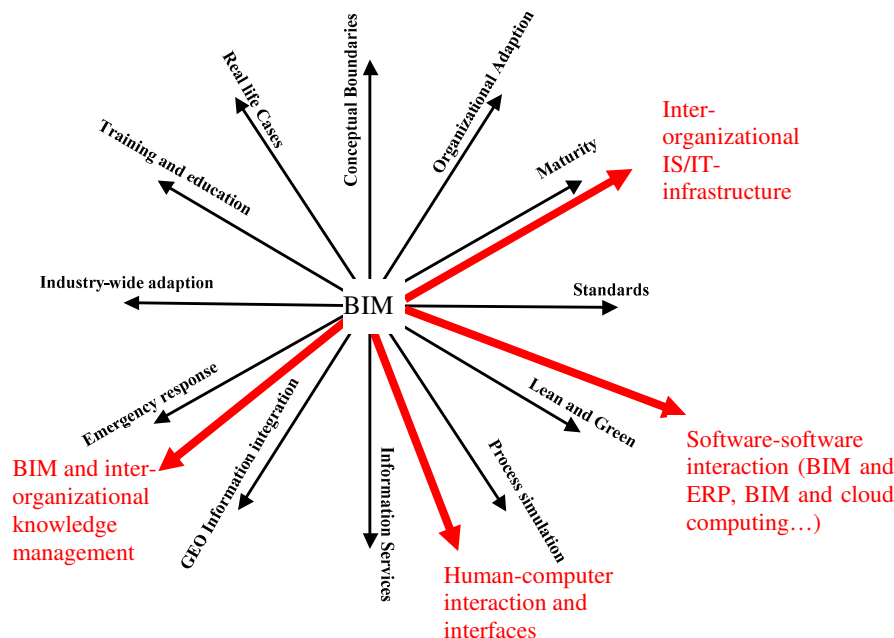 Conceptual Boundaries
Real life Cases
Organizational Adaption
Training and education
Maturity
Inter-
organizational
IS/IT-
infrastructure
Industry-wide adaption
BIM
Standards
Emergency response
GEO Information integration
Information Services
Process simulation
Lean and Green
BIM and inter-
organizational
knowledge
management
Human-computer
interaction and
interfaces
Software-software
interaction (BIM and
ERP, BIM and cloud
computing…)